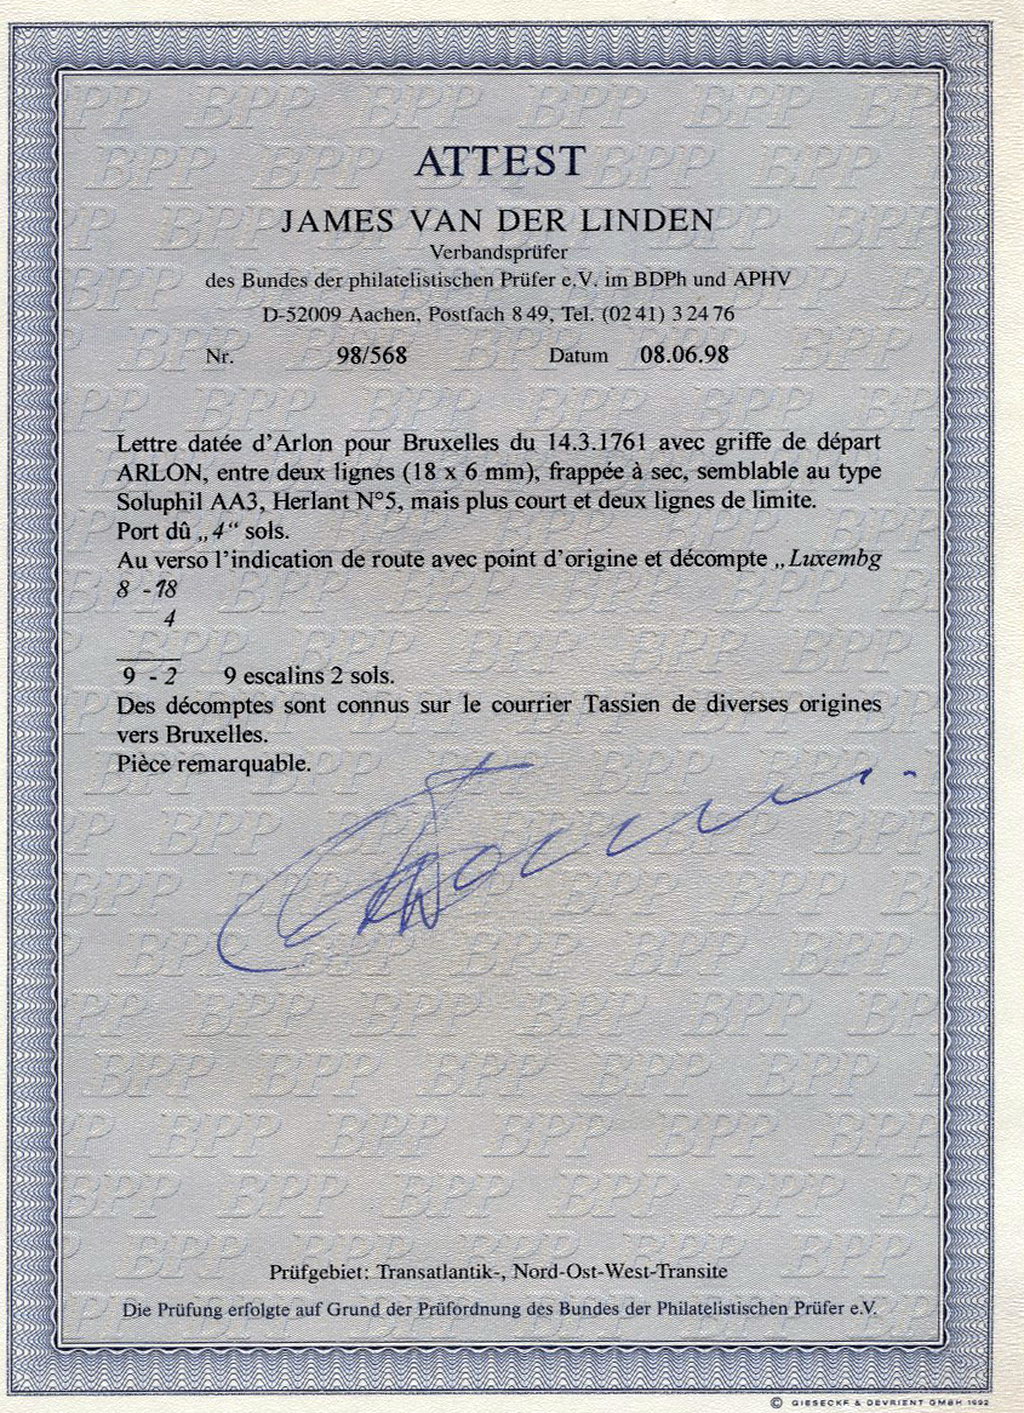 ATTEST
JAMES VAN DER LINDEN
Verbandsprüfer
des Bundes der philatelistischen Prüfer e.V. im BDPh und APHV
D-52009 Aachen, Postfach 8 49, Tel. (02 41) 3 24 76
Nr. 98/568 Datum 08.06.98
Lettre datée d'Arlon pour Bruxelles du 14.3.1761 avec griffe de départ
ARLON, entre deux lignes (18 x 6 mm), frappée à sec, semblable au type
Soluphil AA3, Herlant N°5, mais plus court et deux lignes de limite.
Port dû „4“ sols.
Au verso l'indication de route avec point d'origine et décompte „Luxembg
8 -18
4
9 - 2 9 escalins 2 sols.
Des décomptes sont connus sur le courrier Tassien de diverses origines
vers Bruxelles.
Pièce remarquable.
Prüfgebiet: Transatlantik-, Nord-Ost-West-Transite
Die Prüfung erfolgte auf Grund der Prüfordnung des Bundes der Philatelistischen Prüfer e.V.
© GIESECKE & DEVRIENT GMBH 1992